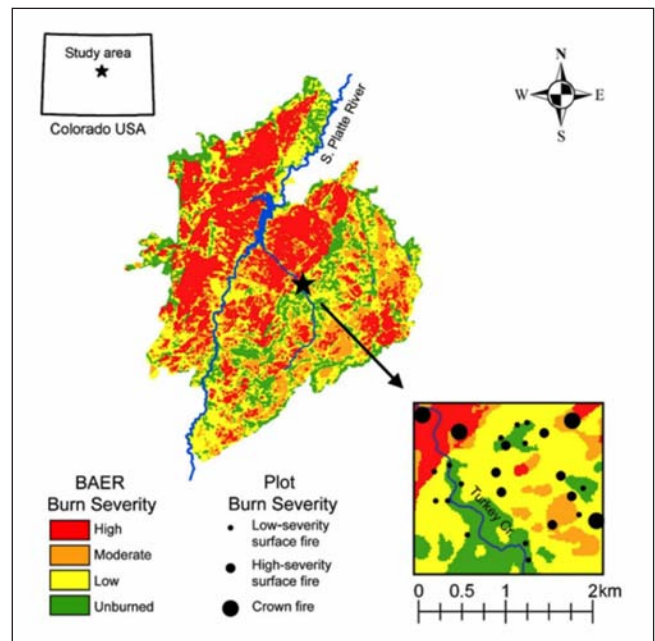 Study area
Colorado USA
N
W E
S
S. Platte River
Turkey Cr.
BAER
Burn Severity
High
Moderate
Low
Unburned
Plot
Burn Severity
Low-severity
surface fire
High-severity
surface fire
Crown fire
0 0.5 1 2km